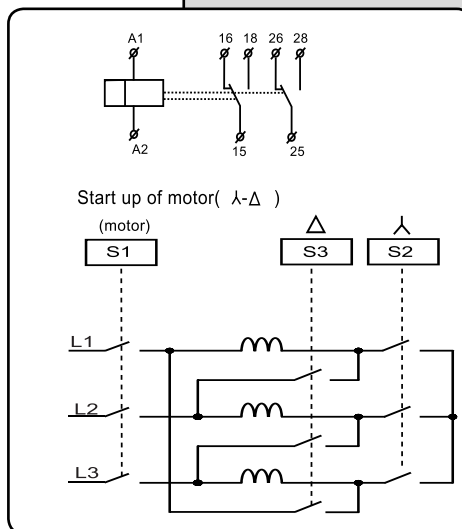 A1 16 18 26 28
A2 15 25
Start up of motor( ⅄-Δ )
(motor) Δ ⅄
S1 S3 S2
L1
L2
L3